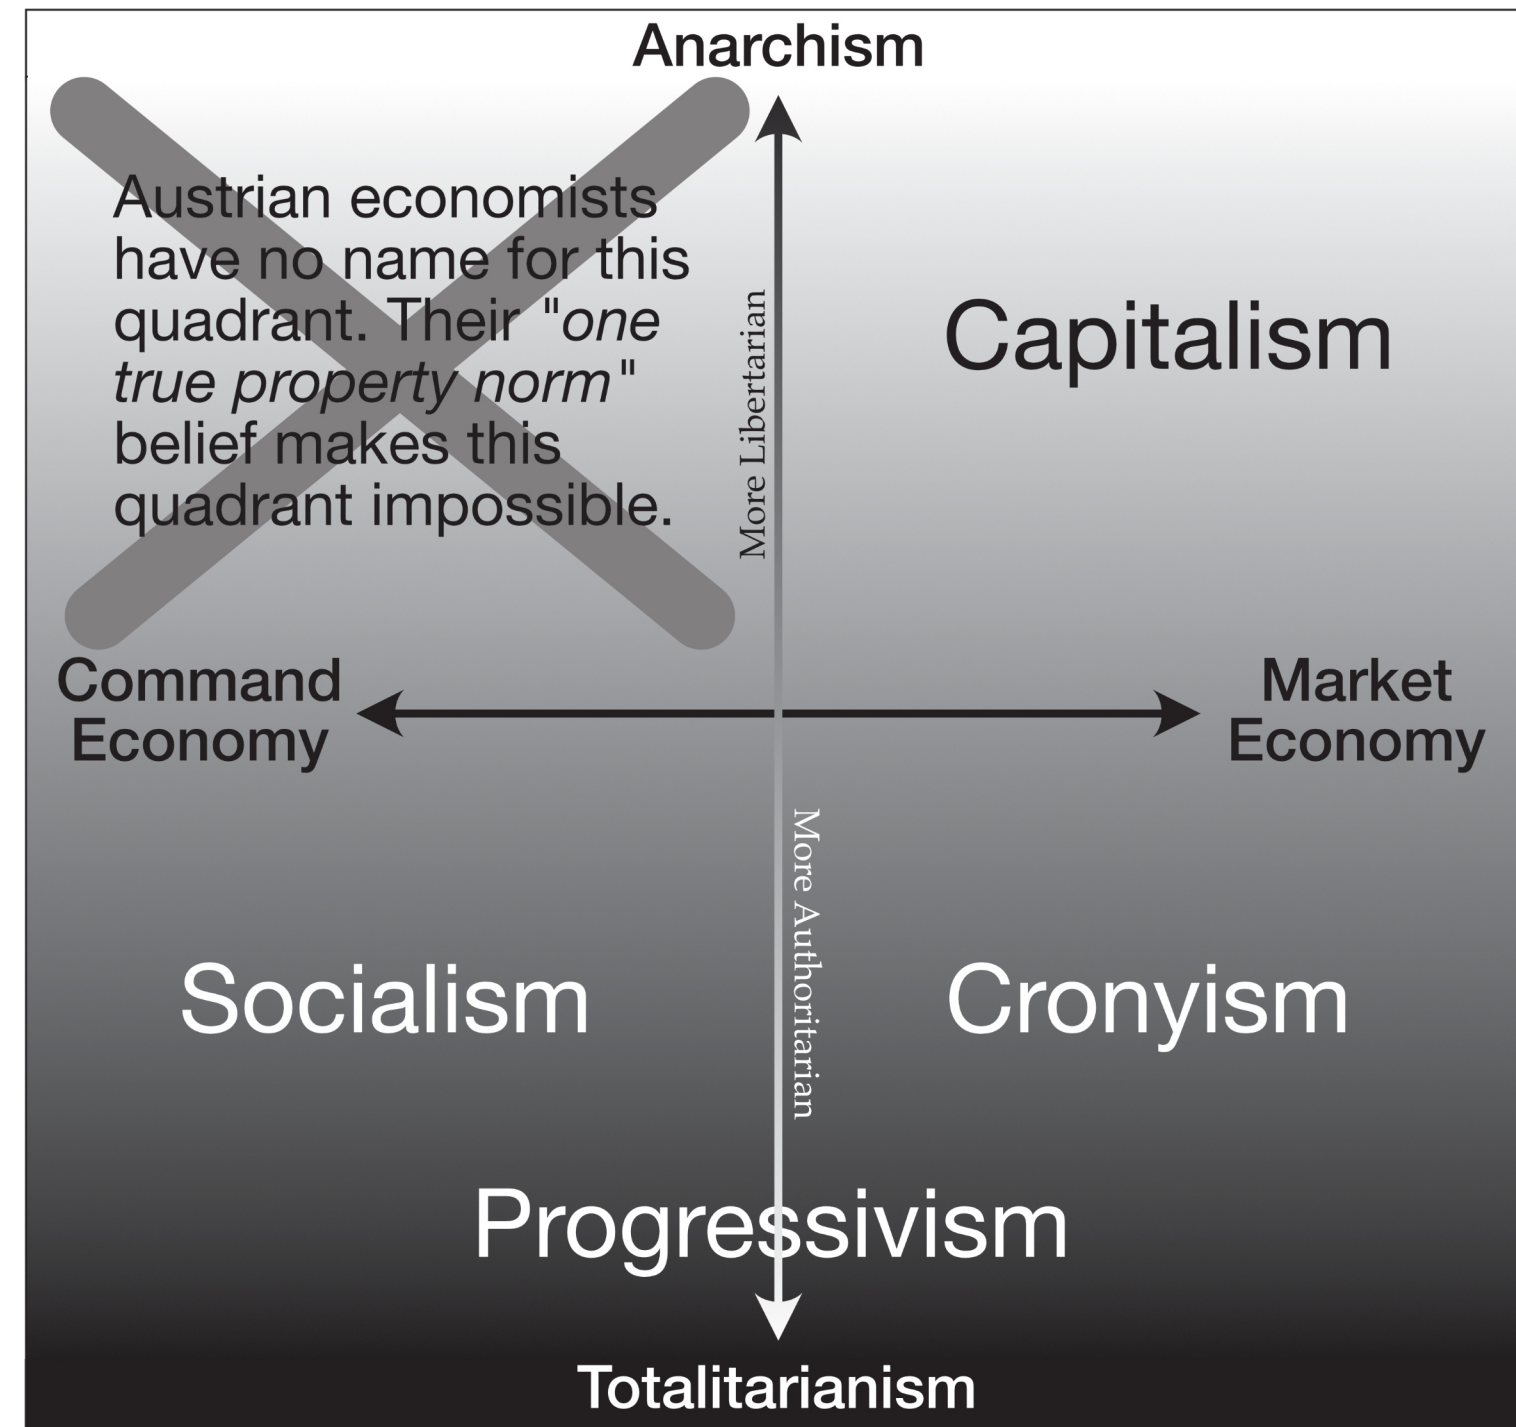 Anarchism
Austrian economists
have no name for this
quadrant. Their "one
true property norm"
belief makes this
quadrant impossible.
More Libertarian
Capitalism
Command
Economy
Market
Economy
More Authoritarian
Socialism
Cronyism
Progressivism
Totalitarianism